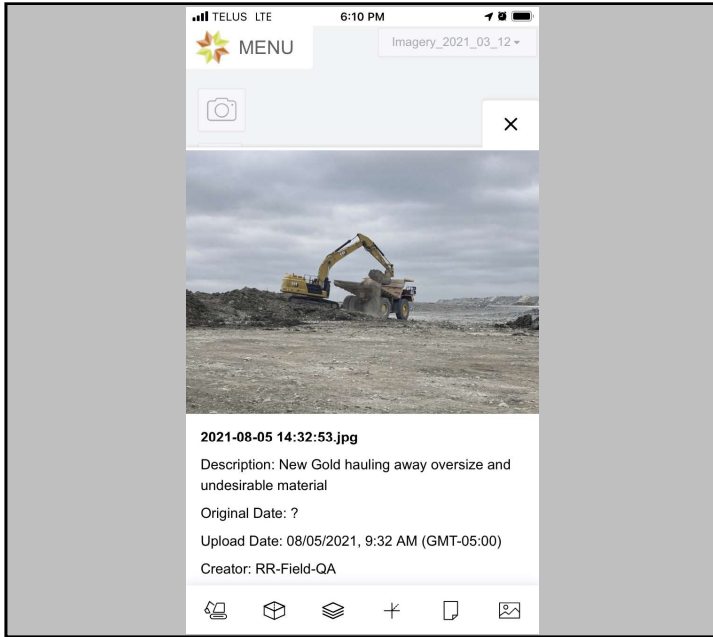 TELUS LTE 6:10 PM
MENU
Imagery_2021_03_12
2021-08-05 14:32:53.jpg
Description: New Gold hauling away oversize and
undesirable material
Original Date: ?
Upload Date: 08/05/2021, 9:32 AM (GMT-05:00)
Creator: RR-Field-QA